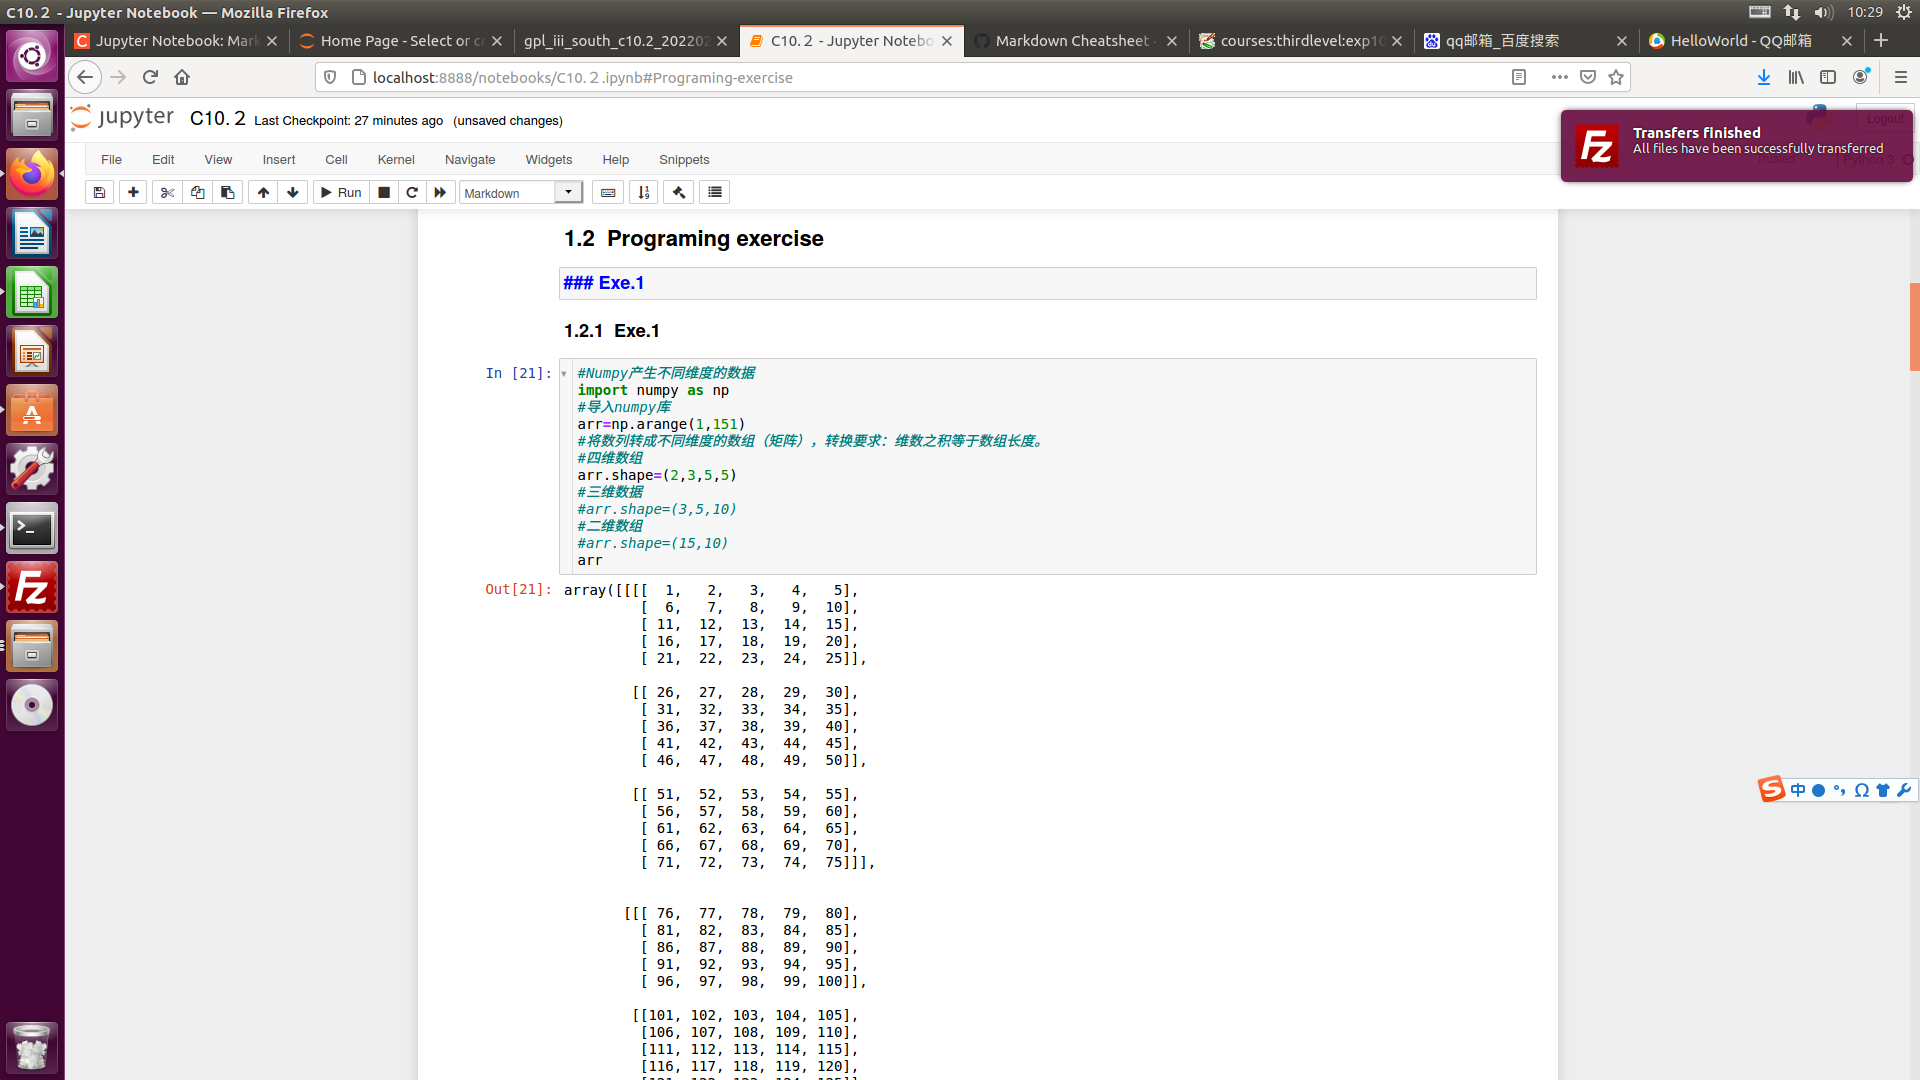 C10. 2 - Jupyter Notebook — Mozilla Firefox
10:29
Jupyter Notebook: Mark
Home Page - Select or cr
gpl_iii_south_c10.2_202202
C10. 2 - Jupyter Notebo
Markdown Cheatsheet -
courses:thirdlevel:exp10
qq邮箱_百度搜索
HelloWorld - QQ邮箱
localhost:8888/notebooks/C10. 2 .ipynb#Programing-exercise
jupyter C10. 2 Last Checkpoint: 27 minutes ago (unsaved changes)
Logout
Transfers finished
All files have been successfully transferred
File Edit View Insert Cell Kernel Navigate Widgets Help Snippets
Trusted Python 3
Run Markdown
1.2 Programing exercise
### Exe.1
1.2.1 Exe.1
In [21]:
#Numpy产生不同维度的数据
import numpy as np
#导入numpy库
arr=np.arange(1,151)
#将数列转成不同维度的数组（矩阵），转换要求：维数之积等于数组长度。
#四维数组
arr.shape=(2,3,5,5)
#三维数据
#arr.shape=(3,5,10)
#二维数组
#arr.shape=(15,10)
arr
Out[21]:
array([[[[  1,   2,   3,   4,   5],
[  6,   7,   8,   9,  10],
[ 11,  12,  13,  14,  15],
[ 16,  17,  18,  19,  20],
[ 21,  22,  23,  24,  25]],
[[ 26,  27,  28,  29,  30],
[ 31,  32,  33,  34,  35],
[ 36,  37,  38,  39,  40],
[ 41,  42,  43,  44,  45],
[ 46,  47,  48,  49,  50]],
[[ 51,  52,  53,  54,  55],
[ 56,  57,  58,  59,  60],
[ 61,  62,  63,  64,  65],
[ 66,  67,  68,  69,  70],
[ 71,  72,  73,  74,  75]]],
[[[ 76,  77,  78,  79,  80],
[ 81,  82,  83,  84,  85],
[ 86,  87,  88,  89,  90],
[ 91,  92,  93,  94,  95],
[ 96,  97,  98,  99, 100]],
[[101, 102, 103, 104, 105],
[106, 107, 108, 109, 110],
[111, 112, 113, 114, 115],
[116, 117, 118, 119, 120],
中